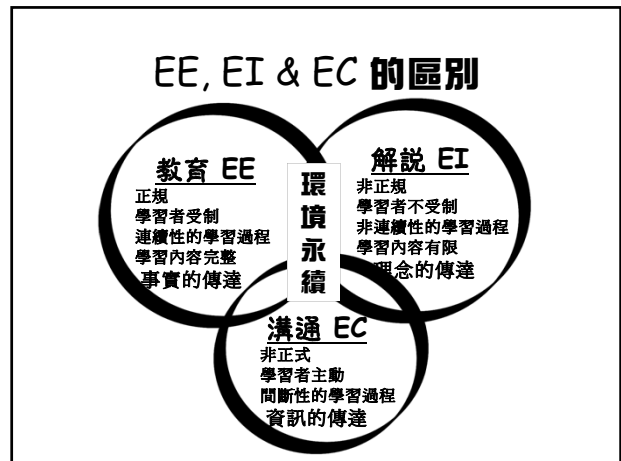 EE, EI & EC 的區別
教育 EE
正規
學習者受制
連續性的學習過程
學習內容完整
事實的傳達
環境永續
解説 EI
非正規
學習者不受制
非連續性的學習過程
學習內容有限
理念的傳達
溝通 EC
非正式
學習者主動
間斷性的學習過程
資訊的傳達